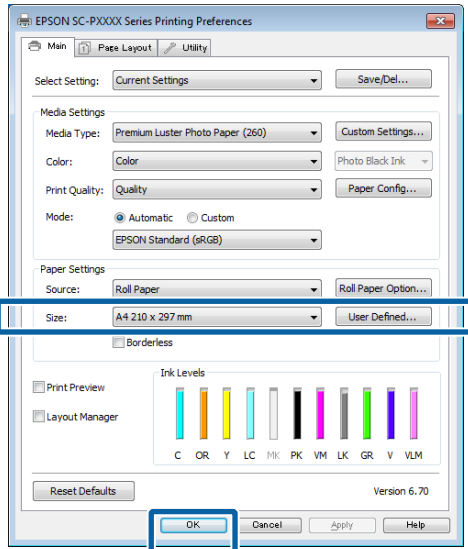 EPSON SC-PXXXX Series Printing Preferences
Main Page Layout Utility
Select Setting: Current Settings Save/Del...
Media Settings
Media Type: Premium Luster Photo Paper (260) Custom Settings...
Color: Color Photo Black Ink
Print Quality: Quality Paper Config...
Mode: Automatic Custom
EPSON Standard (sRGB)
Paper Settings
Source: Roll Paper Roll Paper Option...
Size: A4 210 x 297 mm User Defined...
Borderless
Ink Levels
Print Preview
Layout Manager
C OR Y LC MK PK VM LK GR V VLM
Reset Defaults Version 6.70
OK Cancel Apply Help